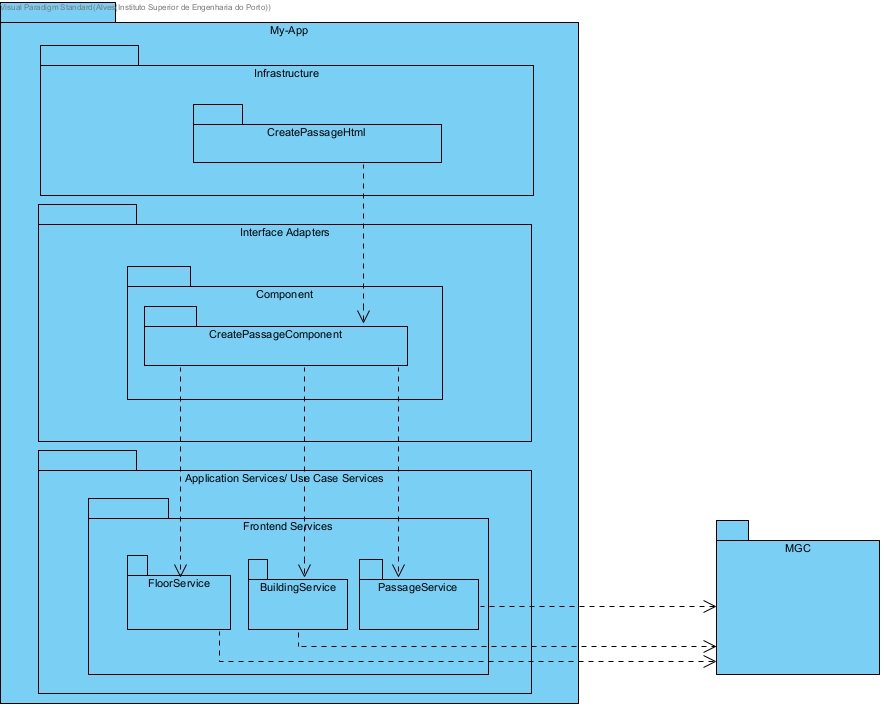 Visual Paradigm Standard(Alves(Instituto Superior de Engenharia do Porto))
My-App
Infrastructure
CreatePassageHtml
Interface Adapters
Component
CreatePassageComponent
Application Services/ Use Case Services
Frontend Services
FloorService
BuildingService
PassageService
MGC